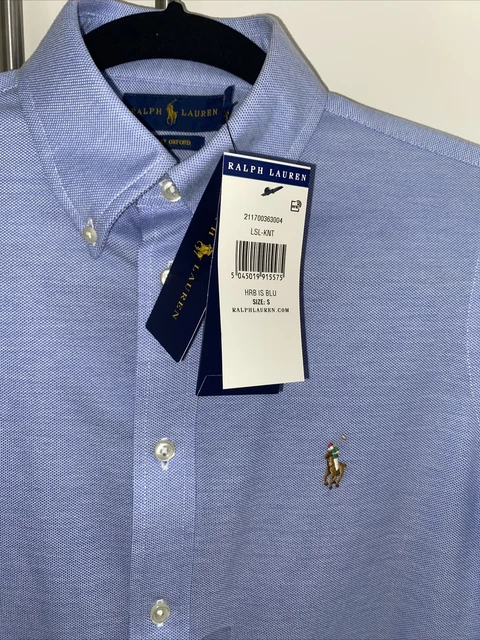 RALPH LAUREN
OXFORD
RALPH LAUREN
211700363004
LSL-KNT
5 045019 915575
HRB IS BLU
SIZE: S
RALPHLAUREN.COM
H LAUREN